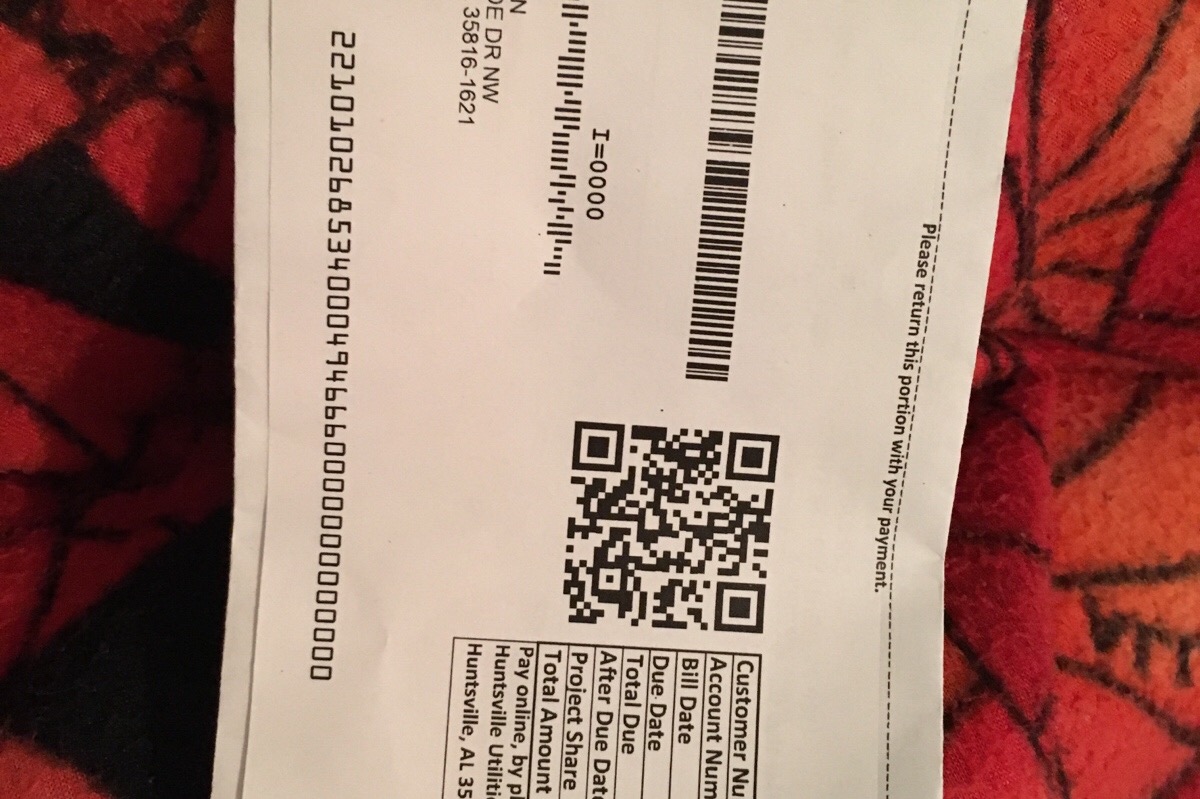 Please return this portion with your payment.
I=0000
N
DE DR NW
35816-1621
Customer Nu
Account Num
Bill Date
Due Date
Total Due
After Due Date
Project Share
Total Amount
Pay online, by p
Huntsville Utiliti
Huntsville, AL 35
2210102685340004946660000000000000000